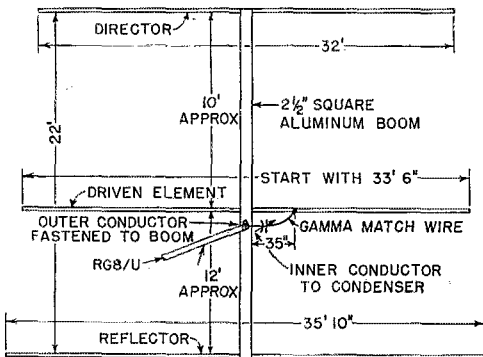 DIRECTOR
32'
10'
APPROX
2½" SQUARE
ALUMINUM BOOM
22'
START WITH 33' 6"
DRIVEN ELEMENT
OUTER CONDUCTOR
FASTENED TO BOOM
GAMMA MATCH WIRE
35"
RG8/U
12'
APPROX
INNER CONDUCTOR
TO CONDENSER
35' 10"
REFLECTOR